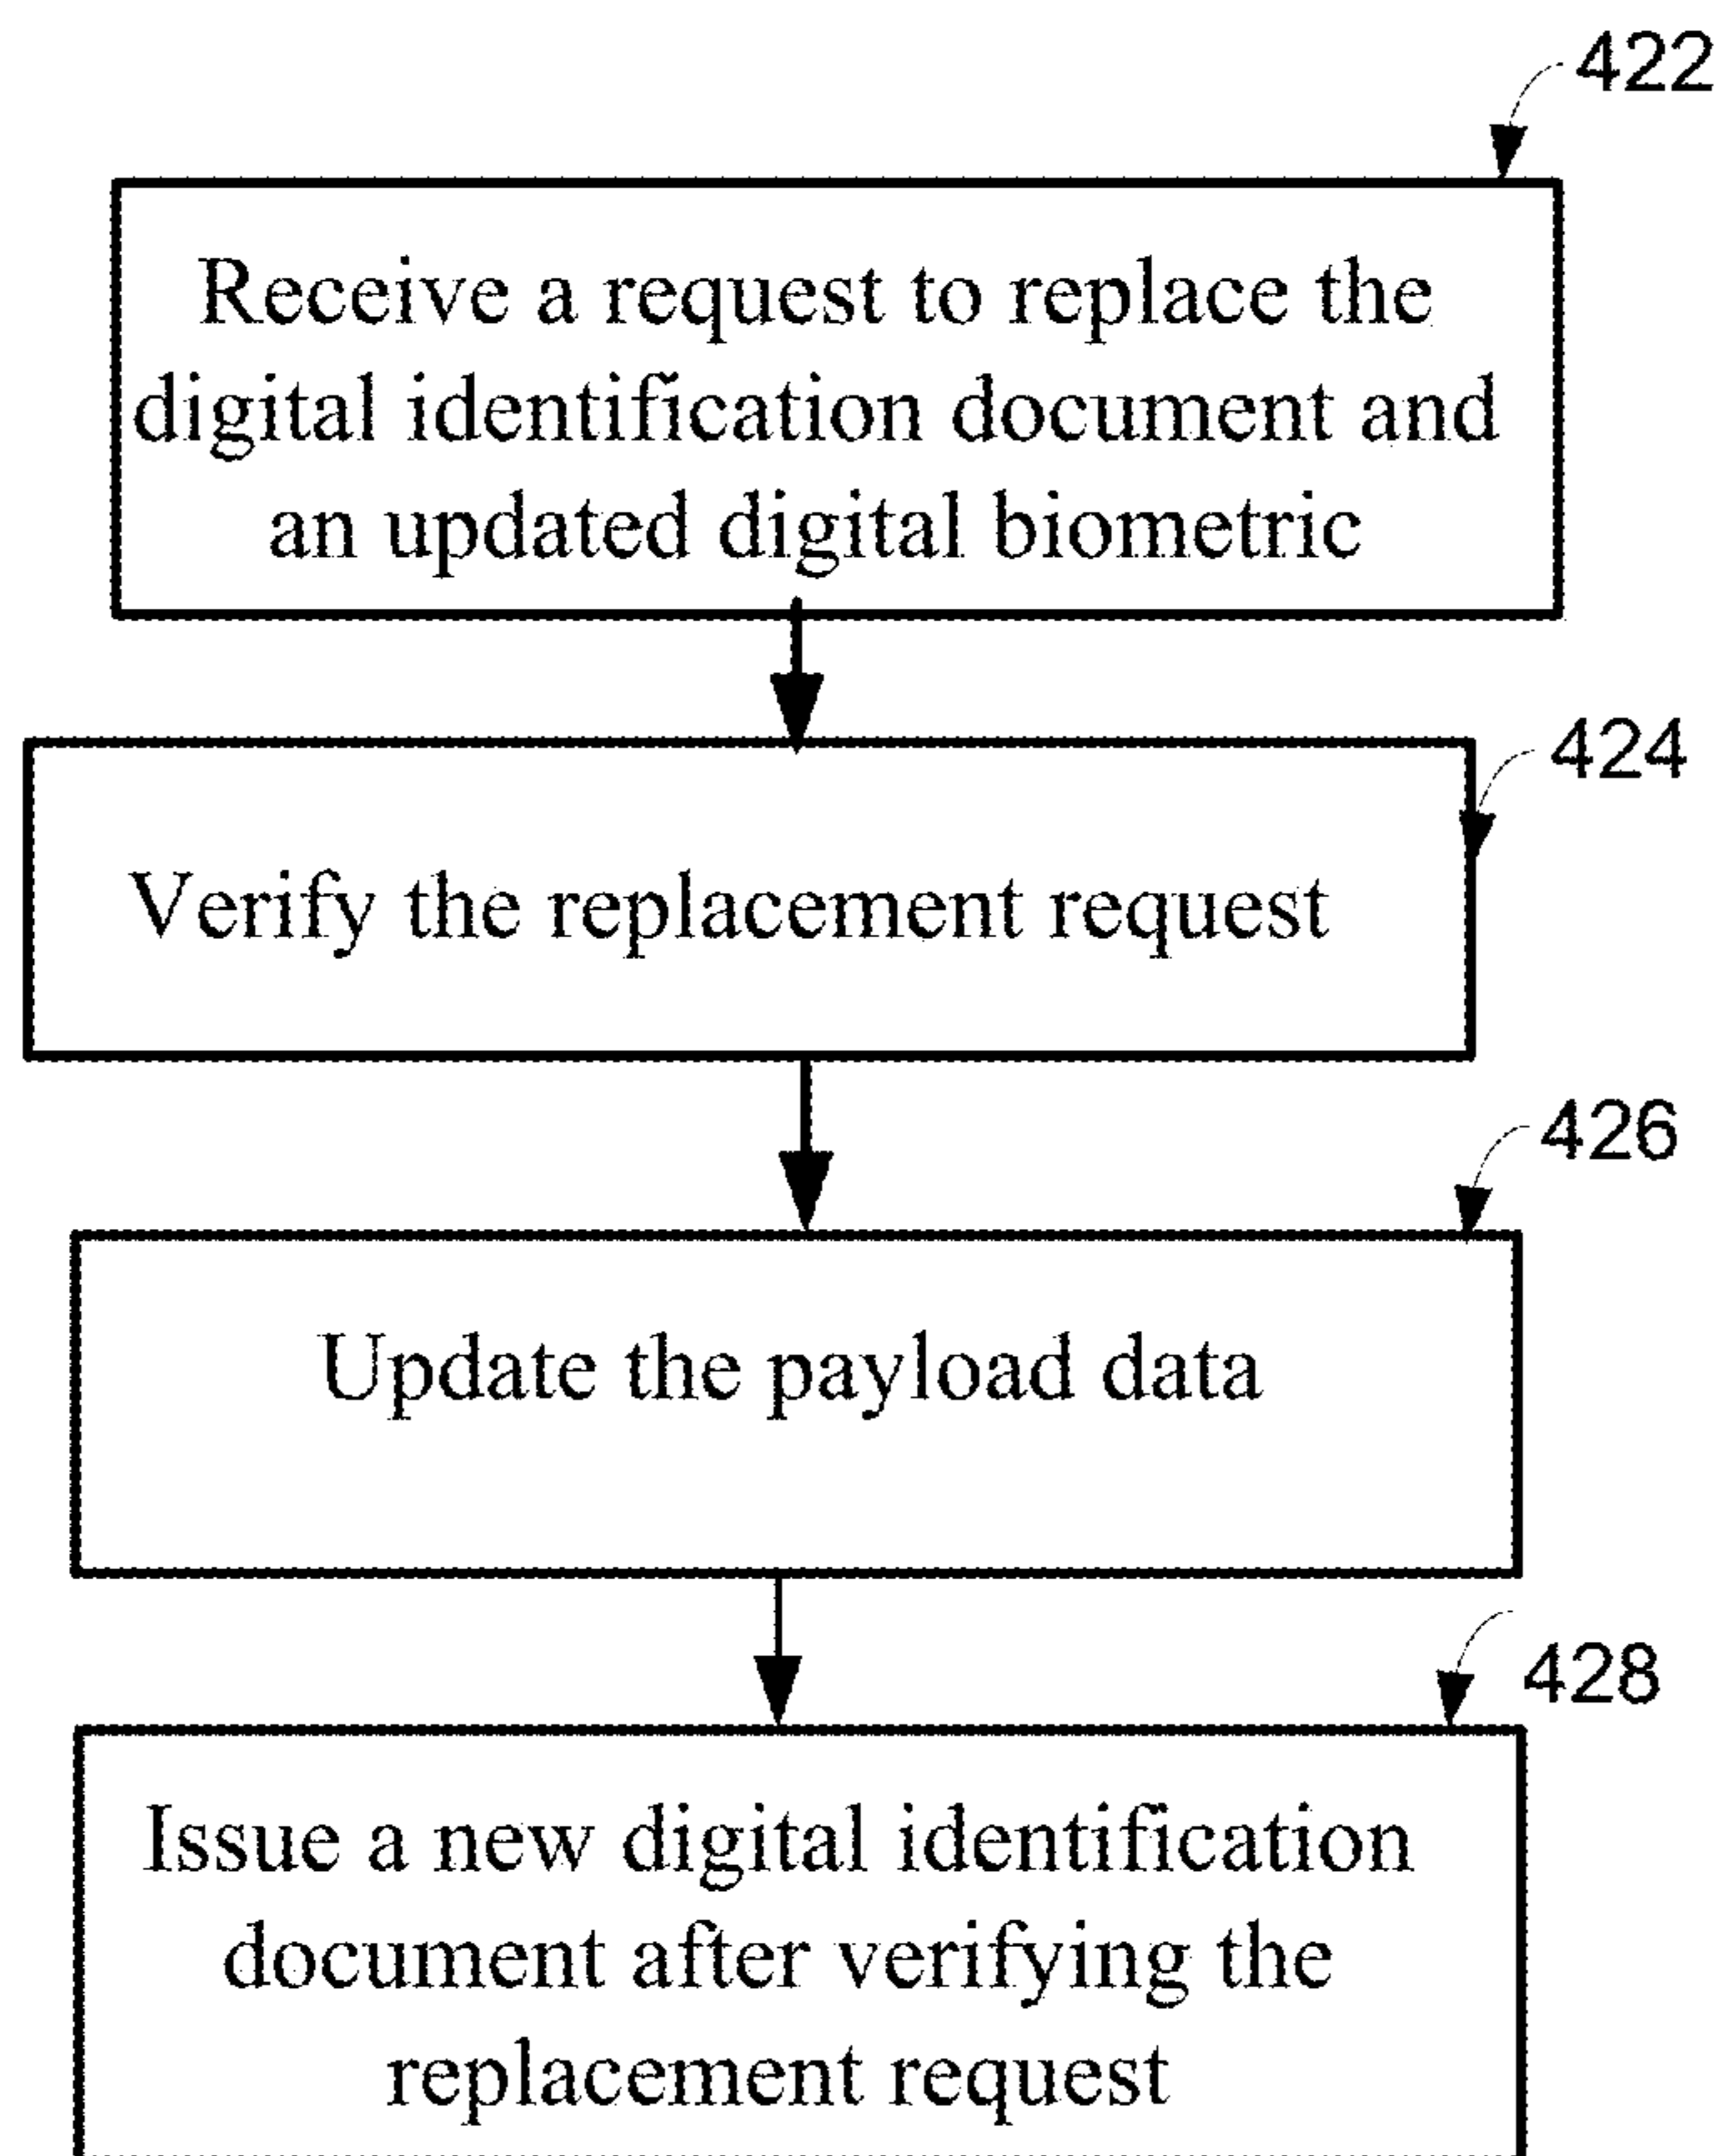 422
Receive a request to replace the
digital identification document and
an updated digital biometric
424
Verify the replacement request
426
Update the payload data
428
Issue a new digital identification
document after verifying the
replacement request